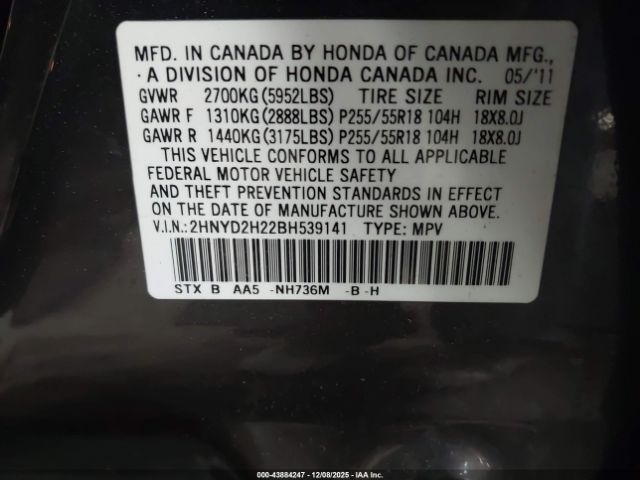 MFD. IN CANADA BY HONDA OF CANADA MFG.,
A DIVISION OF HONDA CANADA INC. 05/'11
GVWR 2700KG(5952LBS) TIRE SIZE RIM SIZE
GAWR F 1310KG(2888LBS) P255/55R18 104H 18X8.0J
GAWR R 1440KG(3175LBS) P255/55R18 104H 18X8.0J
THIS VEHICLE CONFORMS TO ALL APPLICABLE
FEDERAL MOTOR VEHICLE SAFETY
AND THEFT PREVENTION STANDARDS IN EFFECT
ON THE DATE OF MANUFACTURE SHOWN ABOVE.
V.I.N.: 2HNYD2H22BH539141 TYPE: MPV
STX B AA5 -NH736M -B -H
000-43884247 - 12/08/2025 - IAA Inc.